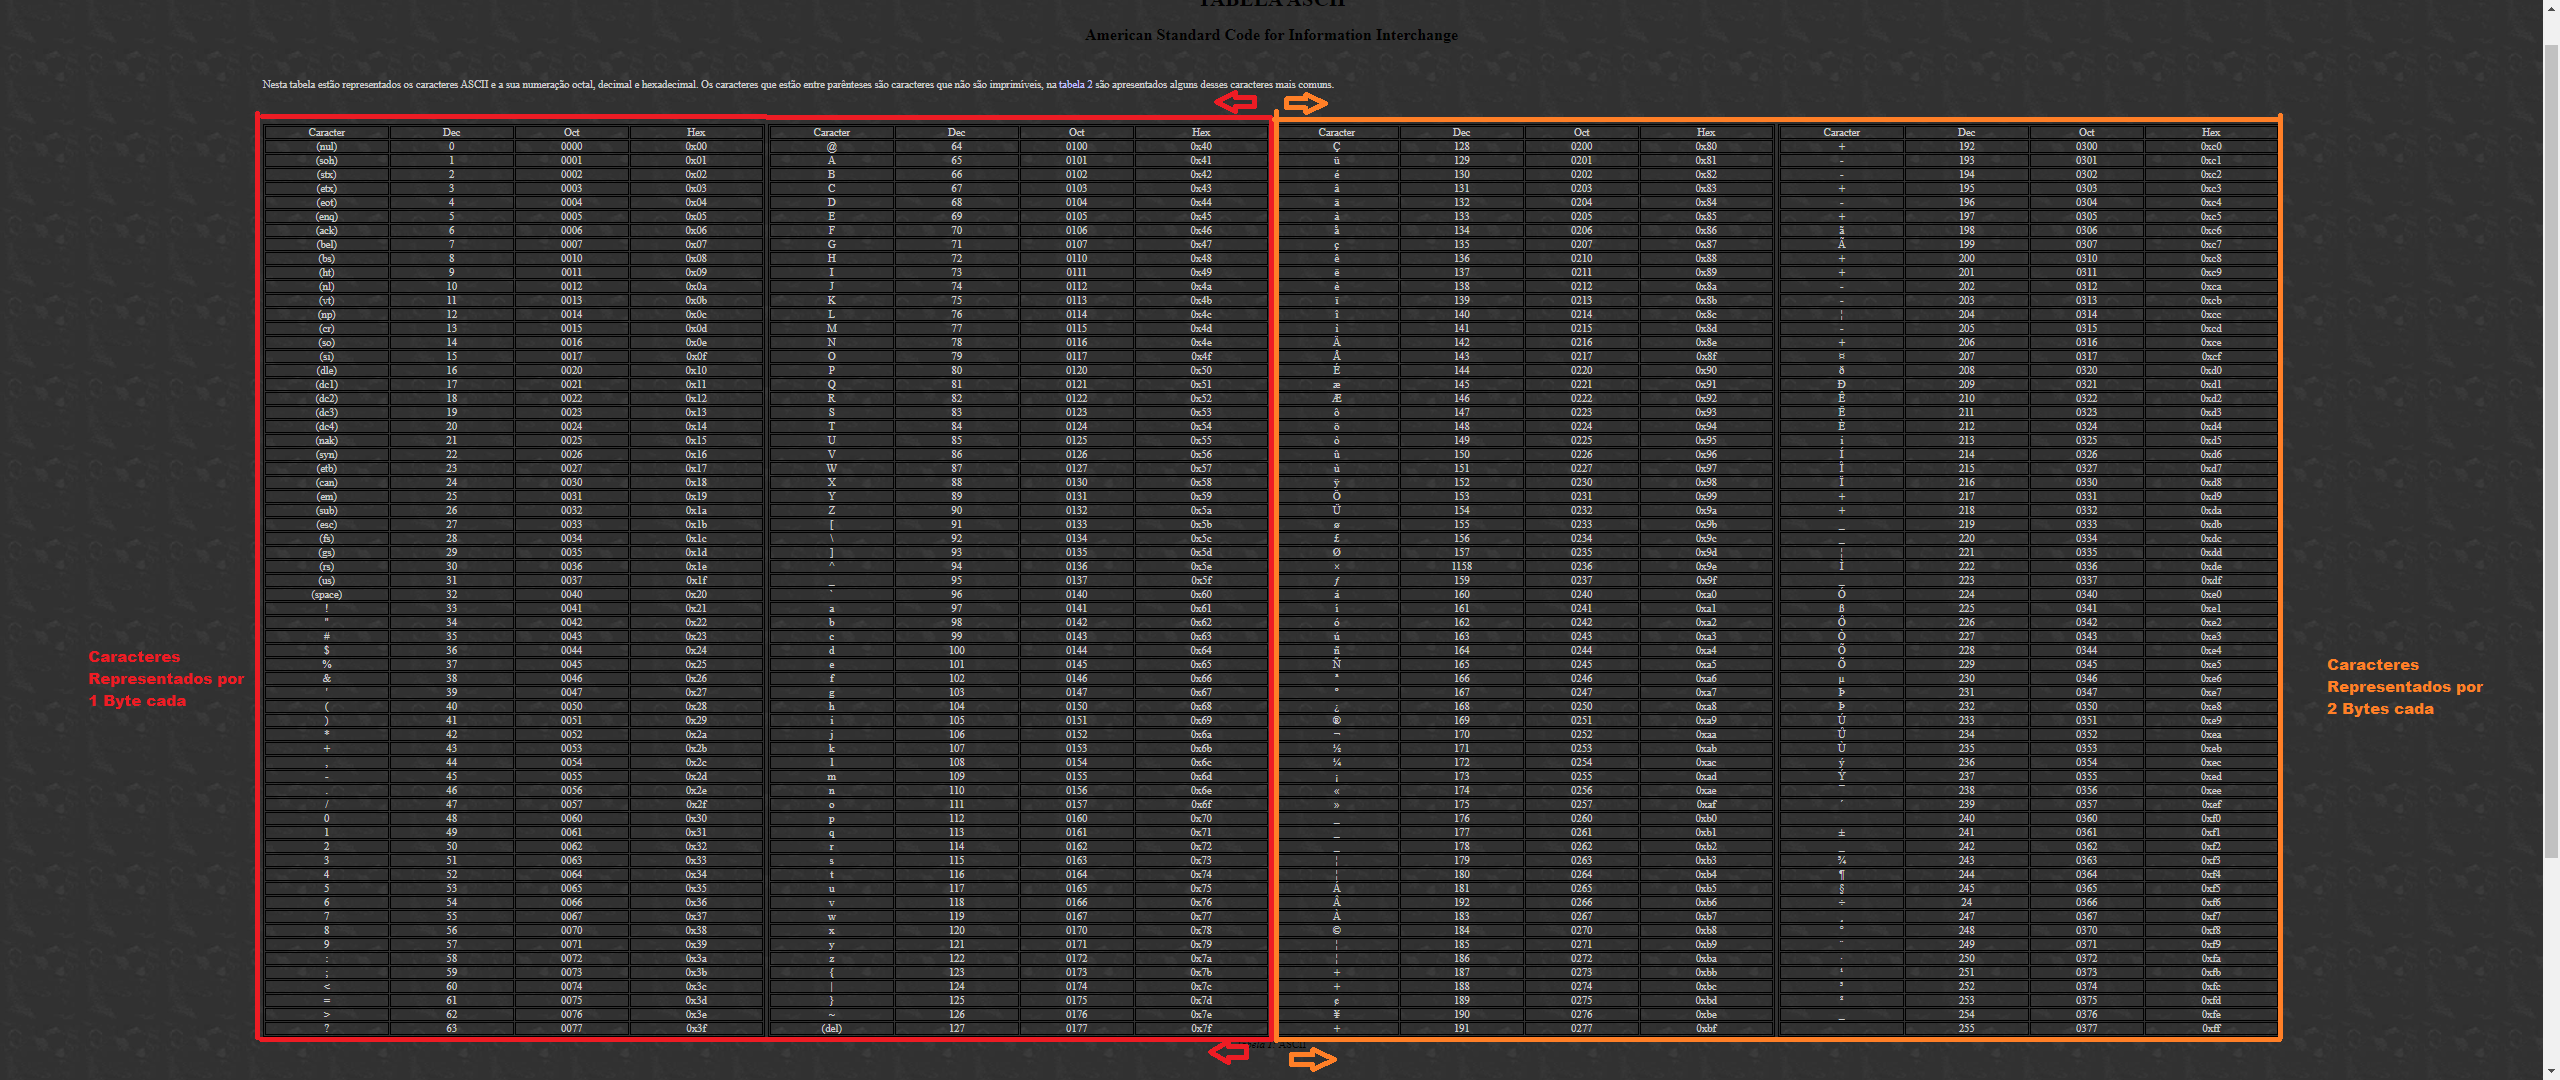 TABELA ASCII
American Standard Code for Information Interchange
Nesta tabela estão representados os caracteres ASCII e a sua numeração octal, decimal e hexadecimal. Os caracteres que estão entre parênteses são caracteres que não são imprimíveis, na tabela 2 são apresentados alguns desses caracteres mais comuns.
Caracter Dec Oct Hex Caracter Dec Oct Hex Caracter Dec Oct Hex Caracter Dec Oct Hex
(nul) 0 0000 0x00 @ 64 0100 0x40 Ç 128 0200 0x80 + 192 0300 0xc0
(soh) 1 0001 0x01 A 65 0101 0x41 ü 129 0201 0x81 - 193 0301 0xc1
(stx) 2 0002 0x02 B 66 0102 0x42 é 130 0202 0x82 - 194 0302 0xc2
(etx) 3 0003 0x03 C 67 0103 0x43 â 131 0203 0x83 + 195 0303 0xc3
(eot) 4 0004 0x04 D 68 0104 0x44 ä 132 0204 0x84 - 196 0304 0xc4
(enq) 5 0005 0x05 E 69 0105 0x45 à 133 0205 0x85 + 197 0305 0xc5
(ack) 6 0006 0x06 F 70 0106 0x46 å 134 0206 0x86 ã 198 0306 0xc6
(bel) 7 0007 0x07 G 71 0107 0x47 ç 135 0207 0x87 Ã 199 0307 0xc7
(bs) 8 0010 0x08 H 72 0110 0x48 ê 136 0210 0x88 + 200 0310 0xc8
(ht) 9 0011 0x09 I 73 0111 0x49 ë 137 0211 0x89 + 201 0311 0xc9
(nl) 10 0012 0x0a J 74 0112 0x4a è 138 0212 0x8a - 202 0312 0xca
(vt) 11 0013 0x0b K 75 0113 0x4b ï 139 0213 0x8b - 203 0313 0xcb
(np) 12 0014 0x0c L 76 0114 0x4c î 140 0214 0x8c ¦ 204 0314 0xcc
(cr) 13 0015 0x0d M 77 0115 0x4d ì 141 0215 0x8d - 205 0315 0xcd
(so) 14 0016 0x0e N 78 0116 0x4e Ä 142 0216 0x8e + 206 0316 0xce
(si) 15 0017 0x0f O 79 0117 0x4f Å 143 0217 0x8f ¤ 207 0317 0xcf
(dle) 16 0020 0x10 P 80 0120 0x50 É 144 0220 0x90 ð 208 0320 0xd0
(dc1) 17 0021 0x11 Q 81 0121 0x51 æ 145 0221 0x91 Ð 209 0321 0xd1
(dc2) 18 0022 0x12 R 82 0122 0x52 Æ 146 0222 0x92 Ê 210 0322 0xd2
(dc3) 19 0023 0x13 S 83 0123 0x53 ô 147 0223 0x93 Ë 211 0323 0xd3
(dc4) 20 0024 0x14 T 84 0124 0x54 ö 148 0224 0x94 È 212 0324 0xd4
(nak) 21 0025 0x15 U 85 0125 0x55 ò 149 0225 0x95 i 213 0325 0xd5
(syn) 22 0026 0x16 V 86 0126 0x56 û 150 0226 0x96 Í 214 0326 0xd6
(etb) 23 0027 0x17 W 87 0127 0x57 ù 151 0227 0x97 Î 215 0327 0xd7
(can) 24 0030 0x18 X 88 0130 0x58 ÿ 152 0230 0x98 Ï 216 0330 0xd8
(em) 25 0031 0x19 Y 89 0131 0x59 Ö 153 0231 0x99 + 217 0331 0xd9
(sub) 26 0032 0x1a Z 90 0132 0x5a Ü 154 0232 0x9a + 218 0332 0xda
(esc) 27 0033 0x1b [ 91 0133 0x5b ø 155 0233 0x9b _ 219 0333 0xdb
(fs) 28 0034 0x1c \ 92 0134 0x5c £ 156 0234 0x9c _ 220 0334 0xdc
(gs) 29 0035 0x1d ] 93 0135 0x5d Ø 157 0235 0x9d ¦ 221 0335 0xdd
(rs) 30 0036 0x1e ^ 94 0136 0x5e × 1158 0236 0x9e Ì 222 0336 0xde
(us) 31 0037 0x1f _ 95 0137 0x5f ƒ 159 0237 0x9f _ 223 0337 0xdf
(space) 32 0040 0x20 ` 96 0140 0x60 á 160 0240 0xa0 Ó 224 0340 0xe0
! 33 0041 0x21 a 97 0141 0x61 í 161 0241 0xa1 ß 225 0341 0xe1
" 34 0042 0x22 b 98 0142 0x62 ó 162 0242 0xa2 Ô 226 0342 0xe2
# 35 0043 0x23 c 99 0143 0x63 ú 163 0243 0xa3 Ò 227 0343 0xe3
$ 36 0044 0x24 d 100 0144 0x64 ñ 164 0244 0xa4 Õ 228 0344 0xe4
% 37 0045 0x25 e 101 0145 0x65 Ñ 165 0245 0xa5 Õ 229 0345 0xe5
& 38 0046 0x26 f 102 0146 0x66 ª 166 0246 0xa6 µ 230 0346 0xe6
' 39 0047 0x27 g 103 0147 0x67 º 167 0247 0xa7 Þ 231 0347 0xe7
( 40 0050 0x28 h 104 0150 0x68 ¿ 168 0250 0xa8 Þ 232 0350 0xe8
) 41 0051 0x29 i 105 0151 0x69 ® 169 0251 0xa9 Ú 233 0351 0xe9
* 42 0052 0x2a j 106 0152 0x6a ¬ 170 0252 0xaa Û 234 0352 0xea
+ 43 0053 0x2b k 107 0153 0x6b ½ 171 0253 0xab Ù 235 0353 0xeb
, 44 0054 0x2c l 108 0154 0x6c ¼ 172 0254 0xac ý 236 0354 0xec
- 45 0055 0x2d m 109 0155 0x6d ¡ 173 0255 0xad Ý 237 0355 0xed
. 46 0056 0x2e n 110 0156 0x6e « 174 0256 0xae ¯ 238 0356 0xee
/ 47 0057 0x2f o 111 0157 0x6f » 175 0257 0xaf ´ 239 0357 0xef
0 48 0060 0x30 p 112 0160 0x70 _ 176 0260 0xb0 240 0360 0xf0
1 49 0061 0x31 q 113 0161 0x71 _ 177 0261 0xb1 ± 241 0361 0xf1
2 50 0062 0x32 r 114 0162 0x72 _ 178 0262 0xb2 _ 242 0362 0xf2
3 51 0063 0x33 s 115 0163 0x73 ¦ 179 0263 0xb3 ¾ 243 0363 0xf3
4 52 0064 0x34 t 116 0164 0x74 ¦ 180 0264 0xb4 ¶ 244 0364 0xf4
5 53 0065 0x35 u 117 0165 0x75 Á 181 0265 0xb5 § 245 0365 0xf5
6 54 0066 0x36 v 118 0166 0x76 Â 192 0266 0xb6 ÷ 24 0366 0xf6
7 55 0067 0x37 w 119 0167 0x77 À 183 0267 0xb7 ¸ 247 0367 0xf7
8 56 0070 0x38 x 120 0170 0x78 © 184 0270 0xb8 ° 248 0370 0xf8
9 57 0071 0x39 y 121 0171 0x79 ¦ 185 0271 0xb9 ¨ 249 0371 0xf9
: 58 0072 0x3a z 122 0172 0x7a ¦ 186 0272 0xba · 250 0372 0xfa
; 59 0073 0x3b { 123 0173 0x7b + 187 0273 0xbb ¹ 251 0373 0xfb
< 60 0074 0x3c | 124 0174 0x7c + 188 0274 0xbc ³ 252 0374 0xfc
= 61 0075 0x3d } 125 0175 0x7d ¢ 189 0275 0xbd ² 253 0375 0xfd
> 62 0076 0x3e ~ 126 0176 0x7e ¥ 190 0276 0xbe _ 254 0376 0xfe
? 63 0077 0x3f (del) 127 0177 0x7f + 191 0277 0xbf 255 0377 0xff
Tabela 1: ASCII
Caracteres
Representados por
1 Byte cada
Caracteres
Representados por
2 Bytes cada